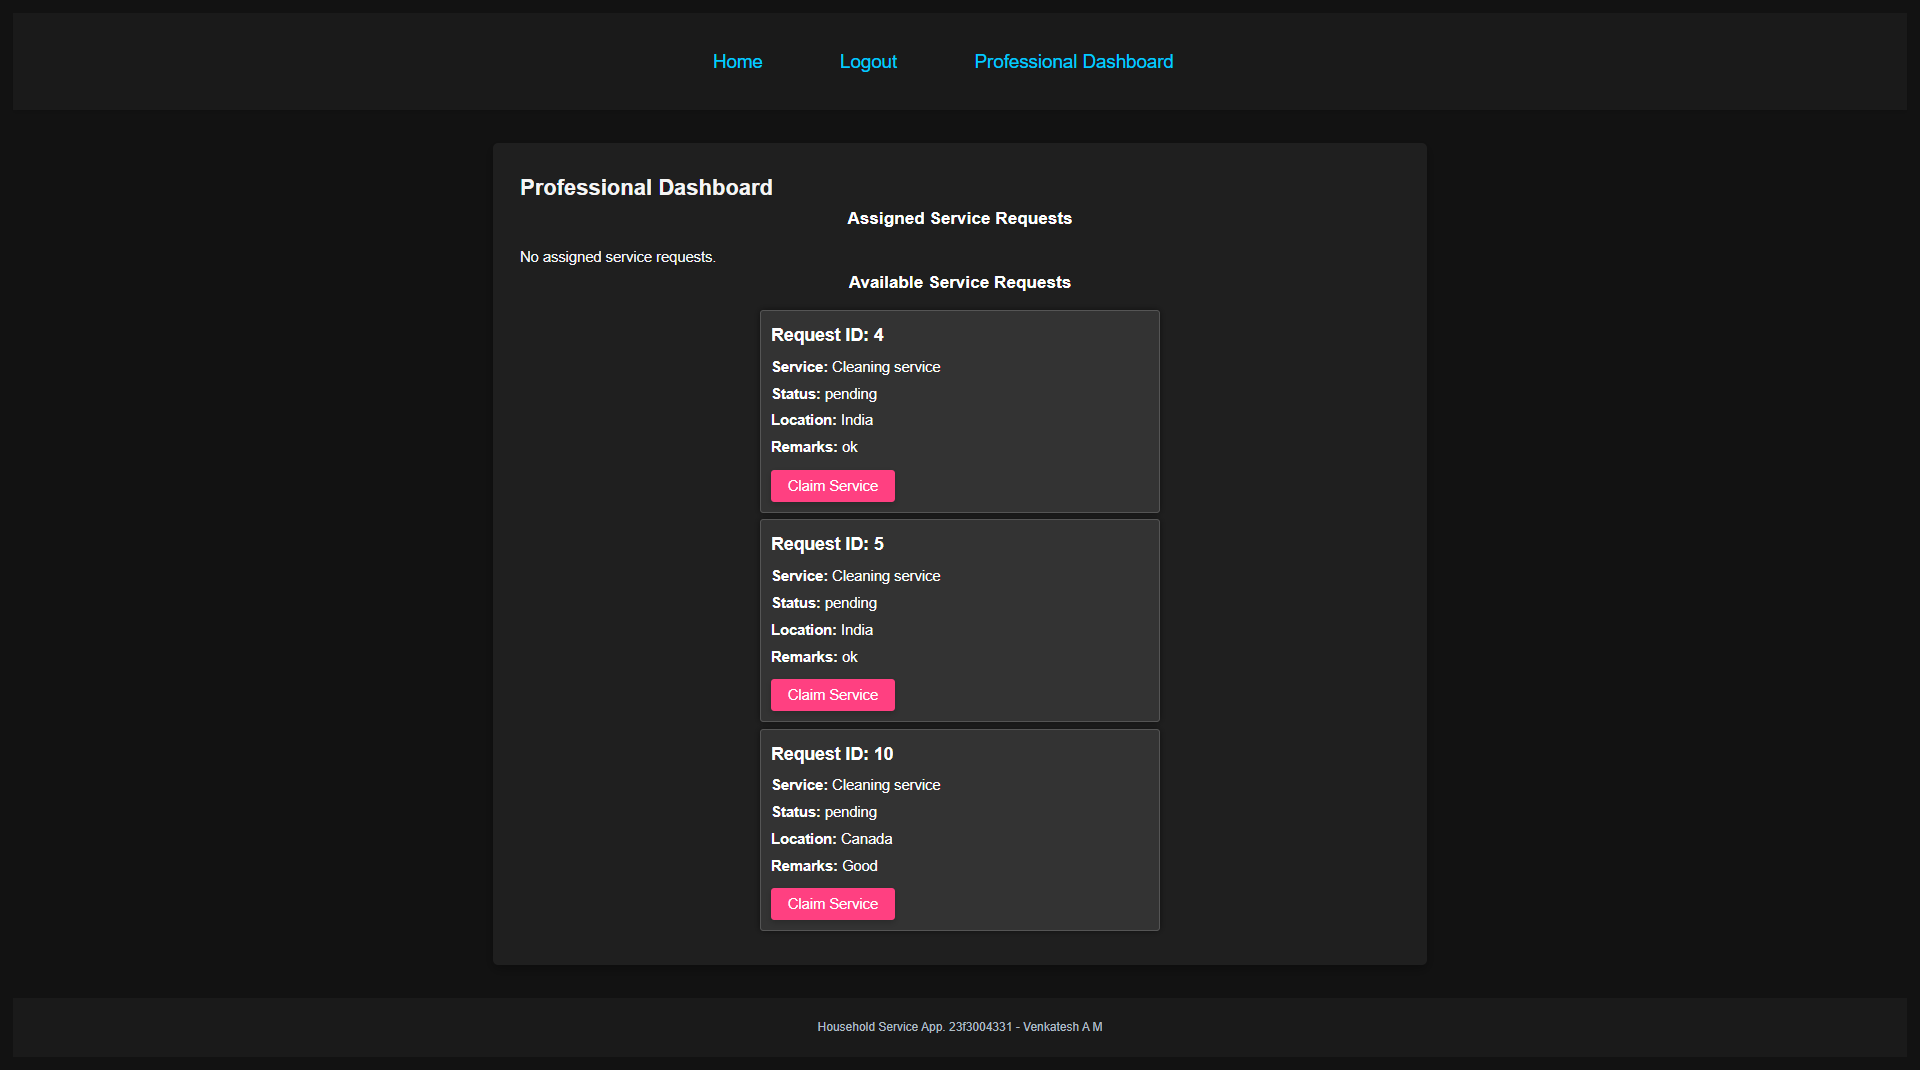 Home Logout Professional Dashboard
Professional Dashboard
Assigned Service Requests
No assigned service requests.
Available Service Requests
Request ID: 4
Service: Cleaning service
Status: pending
Location: India
Remarks: ok
Claim Service
Request ID: 5
Service: Cleaning service
Status: pending
Location: India
Remarks: ok
Claim Service
Request ID: 10
Service: Cleaning service
Status: pending
Location: Canada
Remarks: Good
Claim Service
Household Service App. 23f3004331 - Venkatesh A M